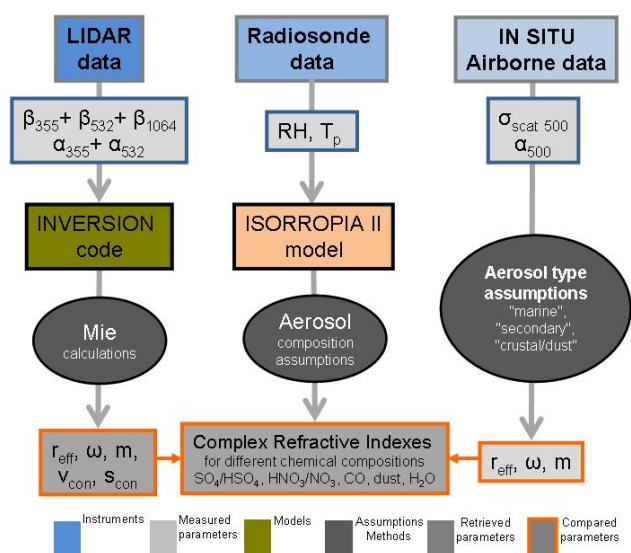 LIDAR
data
Radiosonde
data
IN SITU
Airborne data
β355+ β532 + β1064
α355+ α532
RH, Tp
σscat 500
α500
INVERSION
code
ISORROPIA II
model
Aerosol type
assumptions
"marine",
"secondary",
"crustal/dust"
Mie
calculations
Aerosol
composition
assumptions
reff, ω, m,
vcon, scon
Complex Refractive Indexes
for different chemical compositions
SO4/HSO4, HNO3/NO3, CO, dust, H2O
reff, ω, m
Instruments
Measured
parameters
Models
Assumptions
Methods
Retrieved
parameters
Compared
parameters